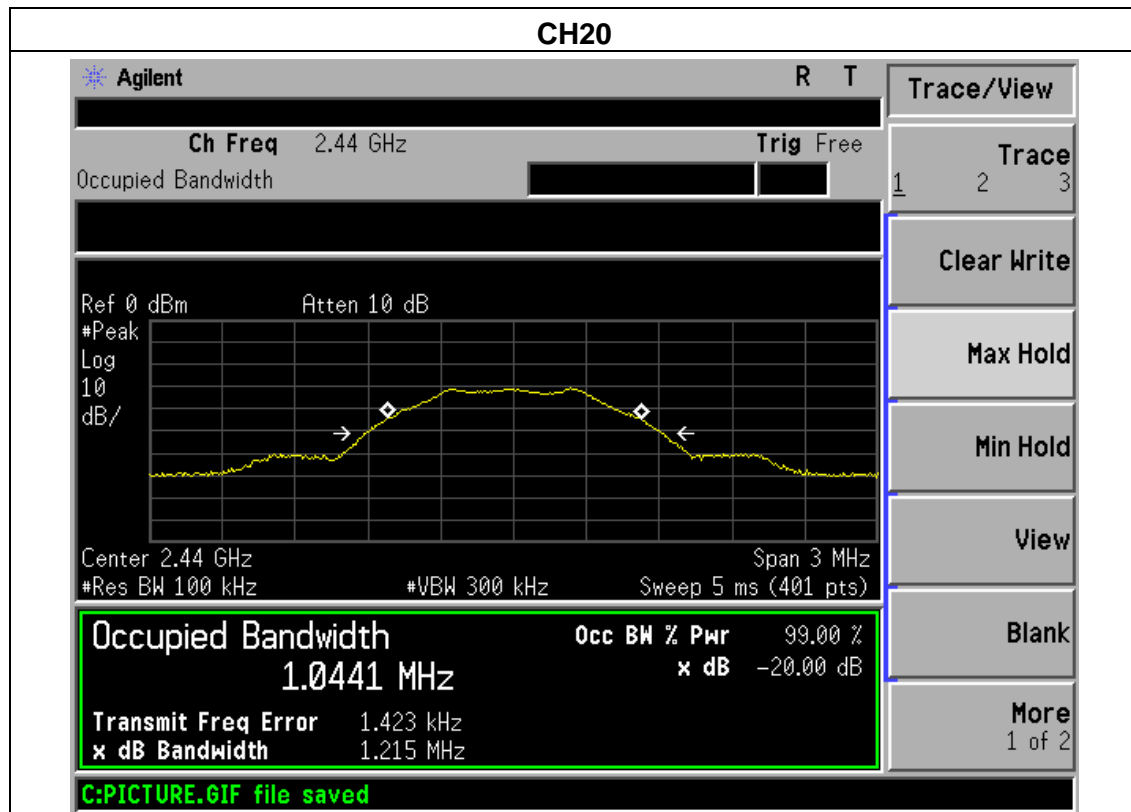 CH20
Agilent R T
Trace/View
Ch Freq 2.44 GHz Trig Free
Occupied Bandwidth
Trace
1 2 3
Clear Write
Max Hold
Min Hold
View
Blank
More
1 of 2
Ref 0 dBm Atten 10 dB
#Peak
Log
10
dB/
Center 2.44 GHz Span 3 MHz
#Res BW 100 kHz #VBW 300 kHz Sweep 5 ms (401 pts)
Occupied Bandwidth
1.0441 MHz
Occ BW % Pwr 99.00 %
x dB -20.00 dB
Transmit Freq Error 1.423 kHz
x dB Bandwidth 1.215 MHz
C:PICTURE.GIF file saved